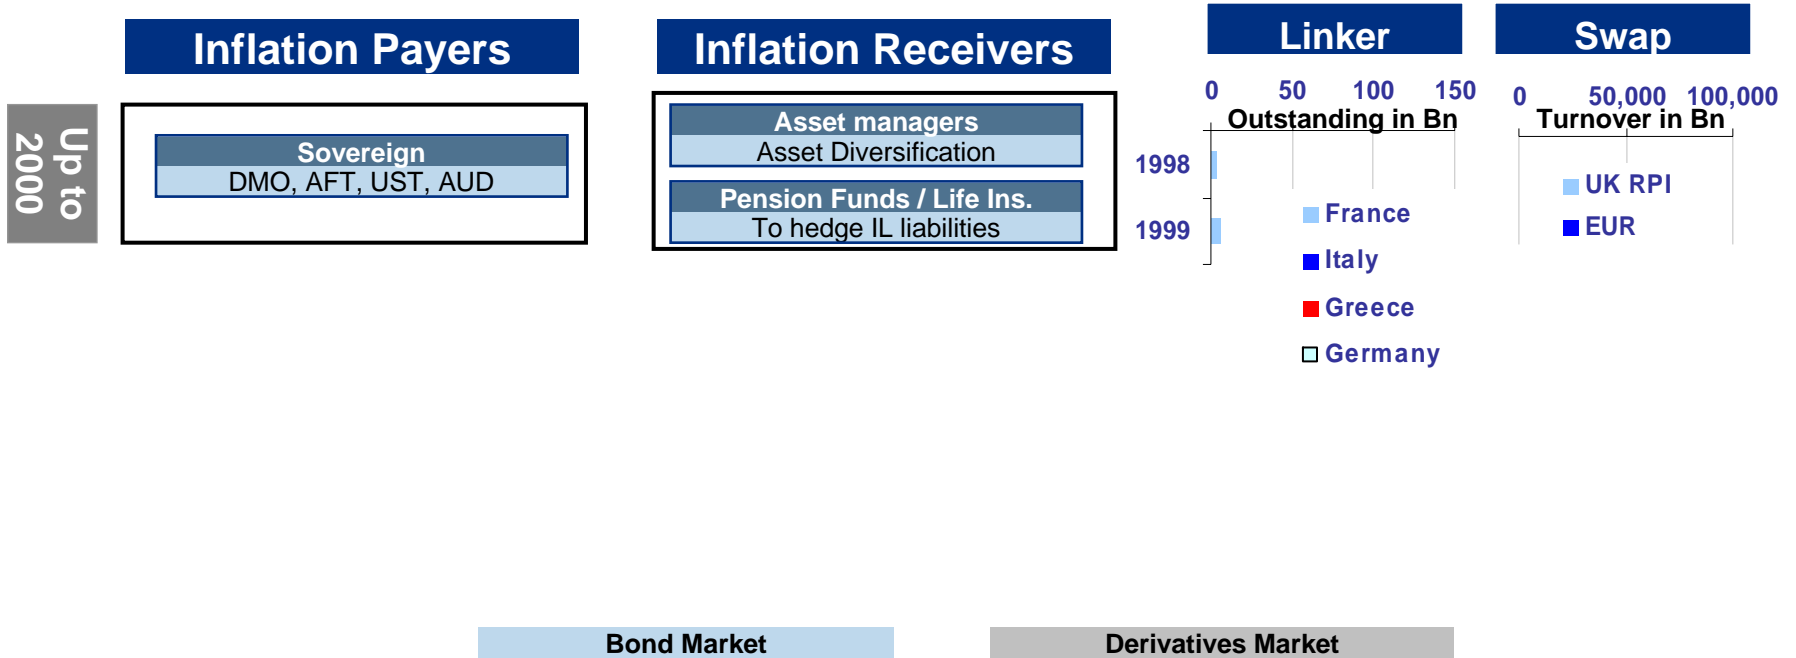 Inflation Payers
Inflation Receivers
Linker
Swap
Up to
2000
Sovereign
DMO, AFT, UST, AUD
Asset managers
Asset Diversification
Pension Funds / Life Ins.
To hedge IL liabilities
0 50 100 150
Outstanding in Bn
1998
1999
France
Italy
Greece
Germany
0 50,000 100,000
Turnover in Bn
UK RPI
EUR
Bond Market
Derivatives Market